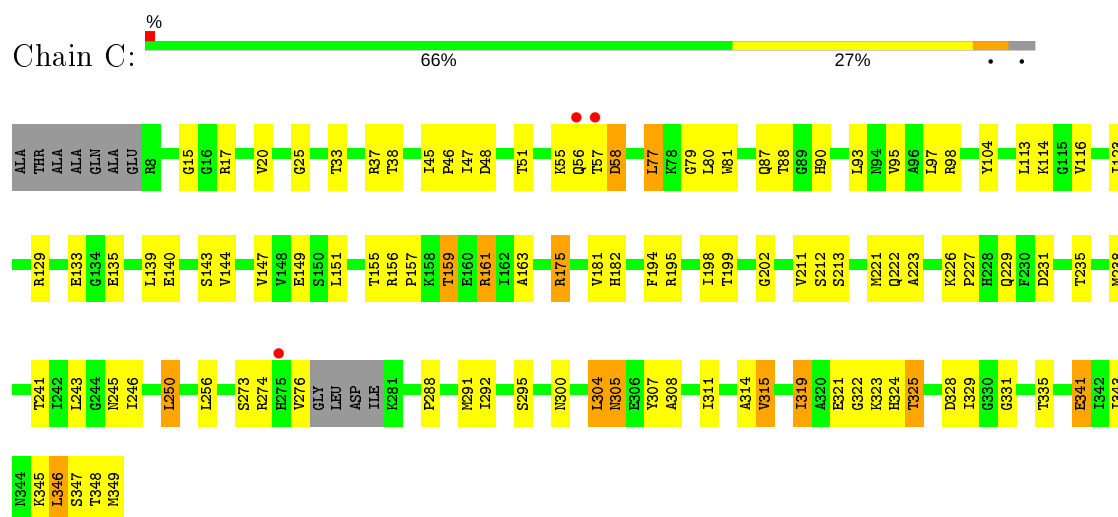 %
Chain C:
66% 27% • •
ALA THR ALA ALA GLN ALA GLU R8 G15 G16 R17 V20 G25 T33 R37 T38 I45 P46 I47 D48 T51 K55 Q56 T57 D58 L77 K78 G79 L80 W81 Q87 T88 G89 H90 L93 N94 V95 A96 L97 R98 Y104 L113 K114 G115 V116
R129 E133 G134 E135 L139 E140 S143 V144 V147 V148 E149 S150 L151 T155 R156 P157 K158 T159 E160 R161 I162 A163 R175 V181 H182 F194 R195 I198 T199 G202 V211 S212 S213 M221 Q222 A223 K226 P227 H228 Q229 F230 D231 T235 M238
T241 I242 L243 G244 N245 I246 L250 L256 S273 R274 H275 V276 GLY LEU ASP ILE K281 P288 M291 I292 S295 N300 L304 N305 E306 Y307 A308 I311 A314 V315 I319 A320 E321 G322 K323 H324 T325 D328 I329 G330 G331 T335 E341 I342 I343
N344 K345 L346 S347 T348 M349